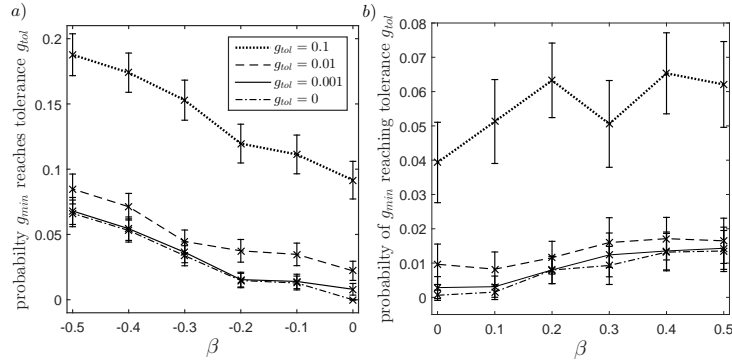 a)
probabilty g_min reaches tolerance g_tol
0.2
0.15
0.1
0.05
0
-0.5 -0.4 -0.3 -0.2 -0.1 0
β
g_tol = 0.1
g_tol = 0.01
g_tol = 0.001
g_tol = 0
b)
probabilty of g_min reaching tolerance g_tol
0.08
0.07
0.06
0.05
0.04
0.03
0.02
0.01
0
0 0.1 0.2 0.3 0.4 0.5
β